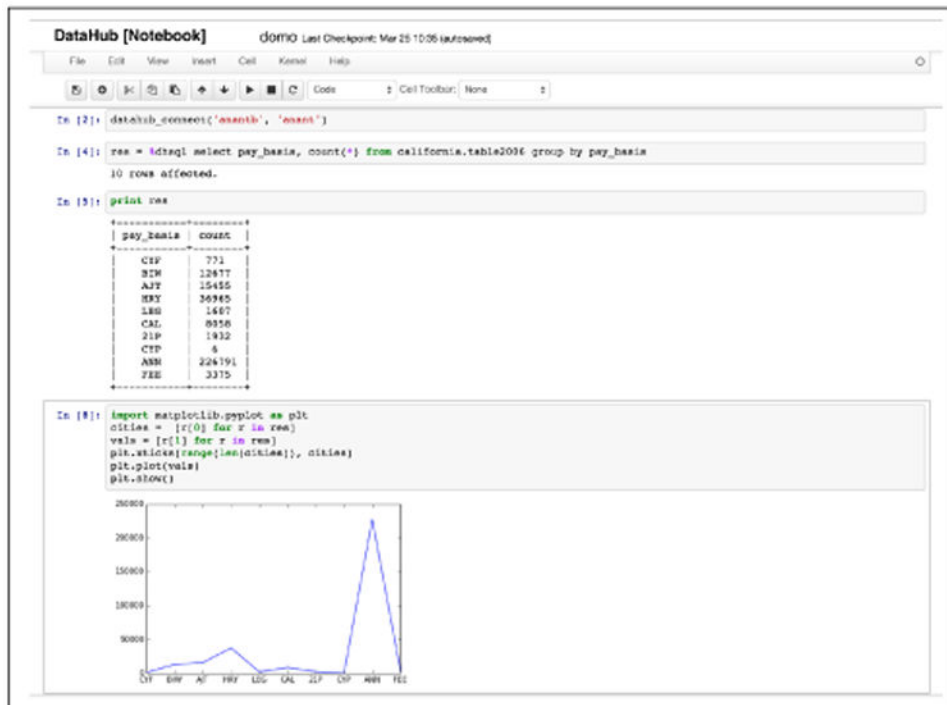 DataHub [Notebook] demo Last Checkpoint: Mar 25 10:35 (autosaved)
File Edit View Insert Cell Kernel Help
Code Cell Toolbar: None
In [2]: datahub_connect('anantb', 'anant')
In [4]: res = %dhsql select pay_basis, count(*) from california.table2006 group by pay_basis
10 rows affected.
In [5]: print res
+-----------+--------+
| pay_basis | count |
+-----------+--------+
| CYF | 771 |
| BIW | 12677 |
| AJT | 15455 |
| HRY | 36965 |
| LEG | 1607 |
| CAL | 8058 |
| 21P | 1932 |
| CYP | 6 |
| ANN | 226791 |
| FEE | 3375 |
+-----------+--------+
In [8]: import matplotlib.pyplot as plt
cities = [r[0] for r in res]
vals = [r[1] for r in res]
plt.xticks(range(len(cities)), cities)
plt.plot(vals)
plt.show()
250000
200000
150000
100000
50000
0
CYF BIW AJT HRY LEG CAL 21P CYP ANN FEE